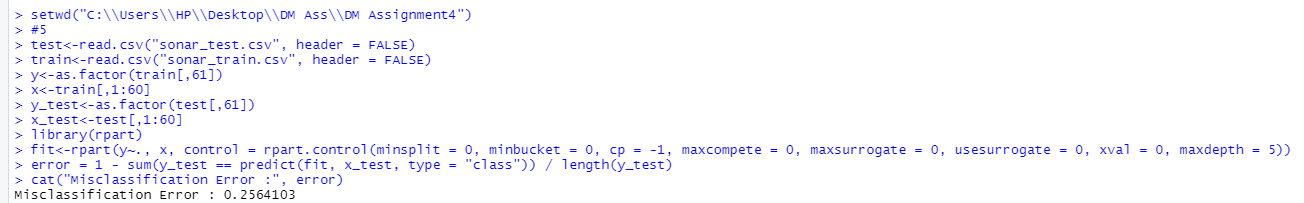 > setwd("C:\\Users\\HP\\Desktop\\DM Ass\\DM Assignment4")
> #5
> test<-read.csv("sonar_test.csv", header = FALSE)
> train<-read.csv("sonar_train.csv", header = FALSE)
> y<-as.factor(train[,61])
> x<-train[,1:60]
> y_test<-as.factor(test[,61])
> x_test<-test[,1:60]
> library(rpart)
> fit<-rpart(y~., x, control = rpart.control(minsplit = 0, minbucket = 0, cp = -1, maxcompete = 0, maxsurrogate = 0, usesurrogate = 0, xval = 0, maxdepth = 5))
> error = 1 - sum(y_test == predict(fit, x_test, type = "class")) / length(y_test)
> cat("Misclassification Error :", error)
Misclassification Error : 0.2564103